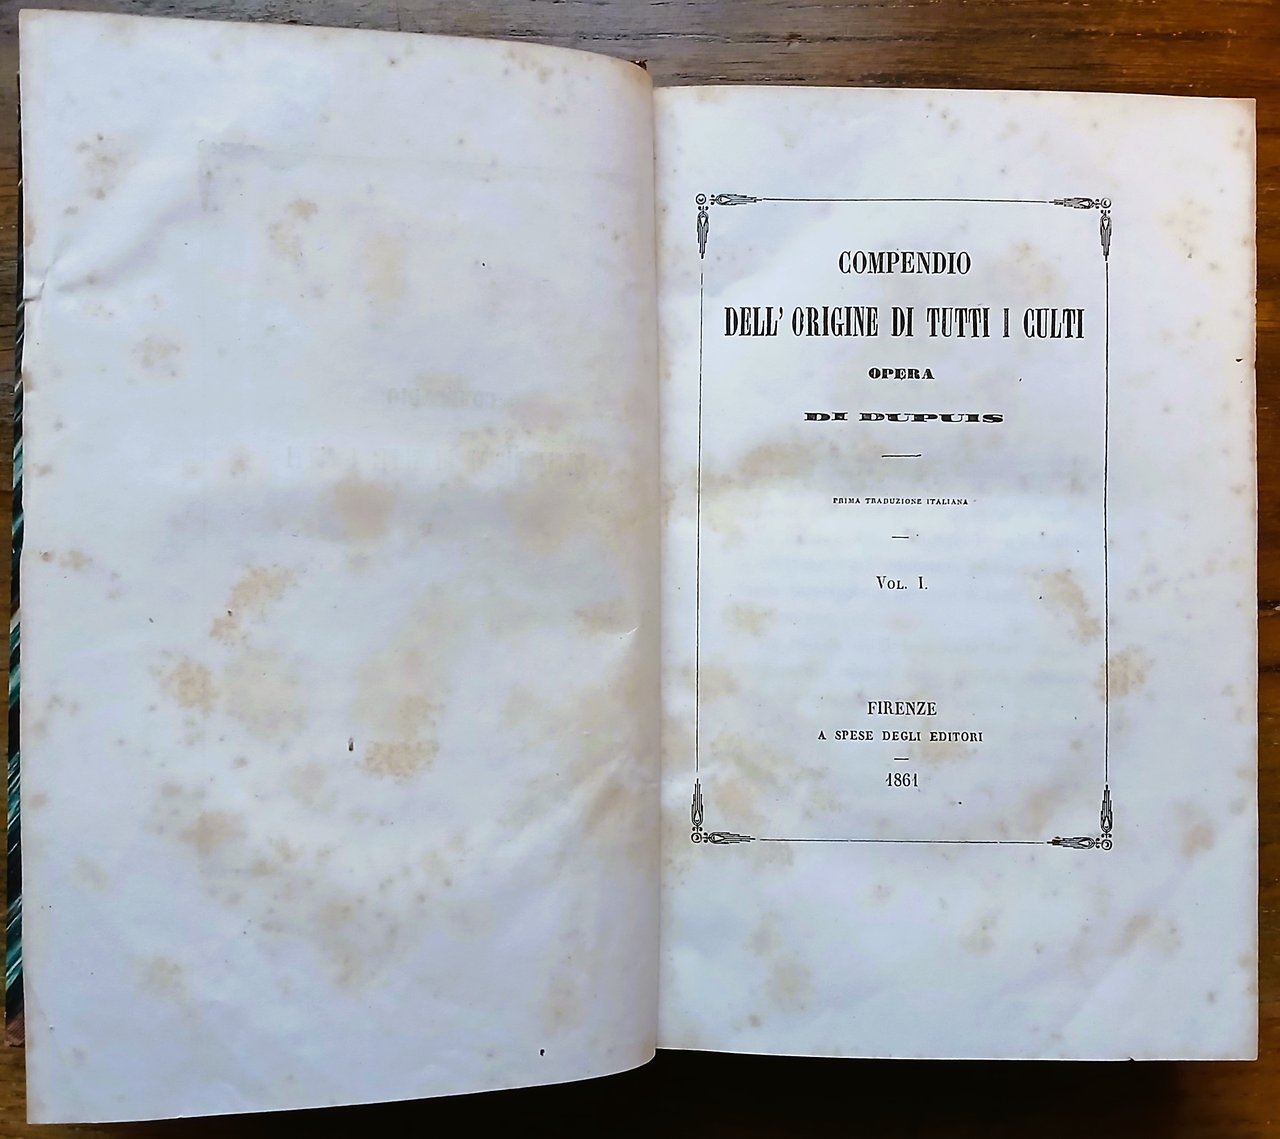 COMPENDIO
DELL' ORIGINE DI TUTTI I CULTI
OPERA
DI DUPUIS
PRIMA TRADUZIONE ITALIANA
VOL. I.
FIRENZE
A SPESE DEGLI EDITORI
1861